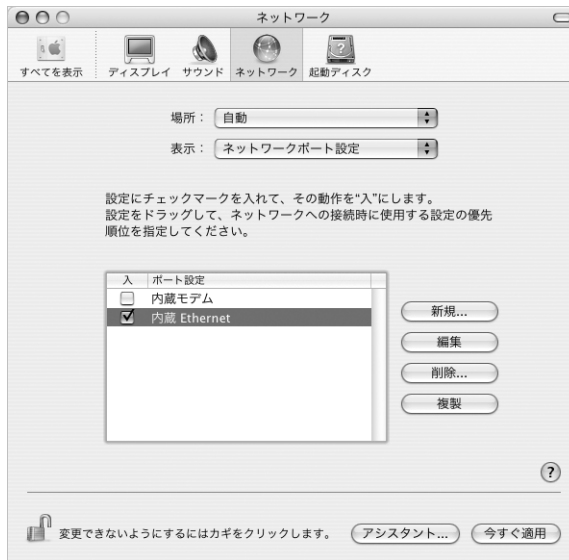 ネットワーク
すべてを表示 ディスプレイ サウンド ネットワーク 起動ディスク
場所： 自動
表示： ネットワークポート設定
設定にチェックマークを入れて、その動作を“入”にします。
設定をドラッグして、ネットワークへの接続時に使用する設定の優先
順位を指定してください。
入 ポート設定
内蔵モデム
内蔵 Ethernet
新規...
編集
削除...
複製
?
変更できないようにするにはカギをクリックします。 アシスタント... 今すぐ適用